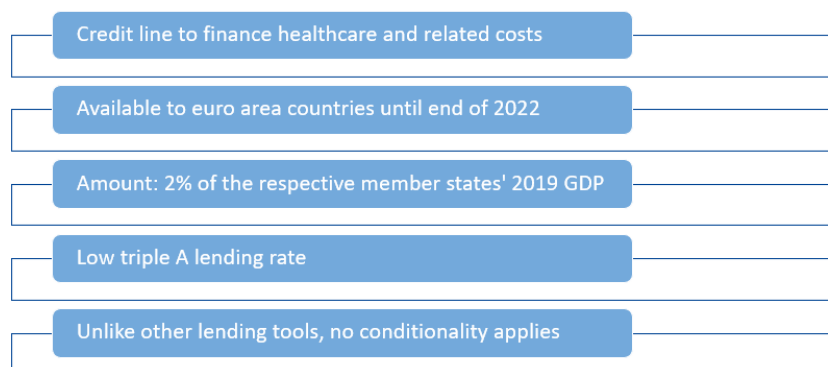 Credit line to finance healthcare and related costs
Available to euro area countries until end of 2022
Amount: 2% of the respective member states' 2019 GDP
Low triple A lending rate
Unlike other lending tools, no conditionality applies